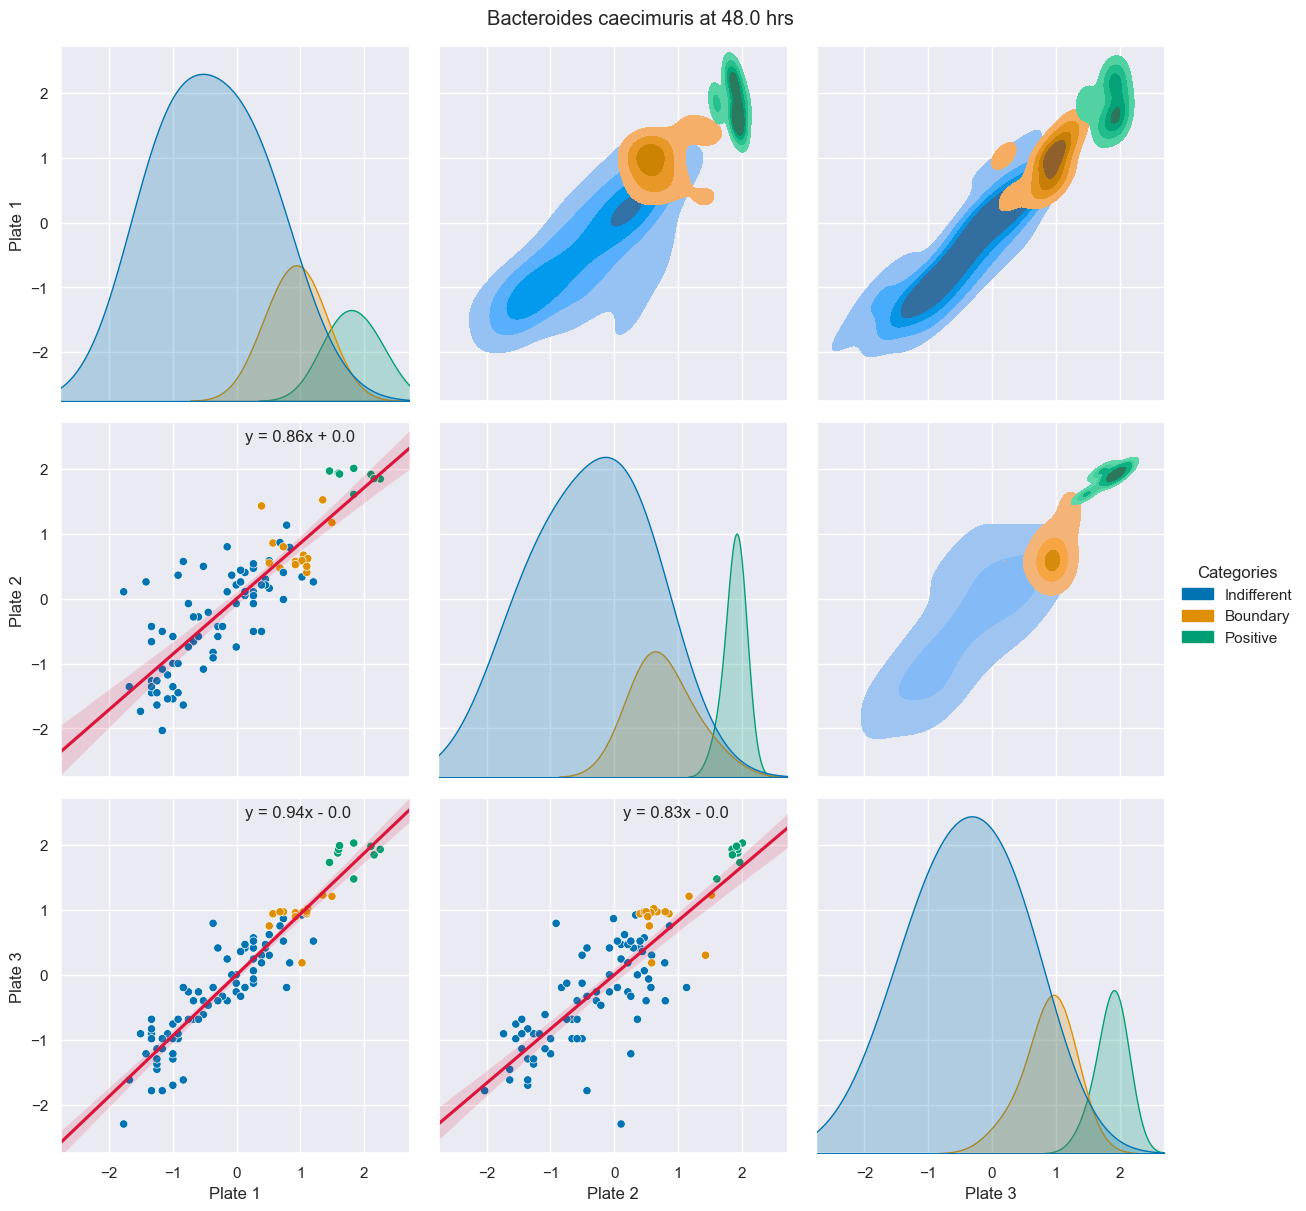 Bacteroides caecimuris at 48.0 hrs
2
1
0
−1
−2
Plate 1
y = 0.86x + 0.0
2
1
0
−1
−2
Plate 2
Categories
Indifferent
Boundary
Positive
y = 0.94x - 0.0
y = 0.83x - 0.0
2
1
0
−1
−2
Plate 3
−2 −1 0 1 2
−2 −1 0 1 2
−2 −1 0 1 2
Plate 1
Plate 2
Plate 3